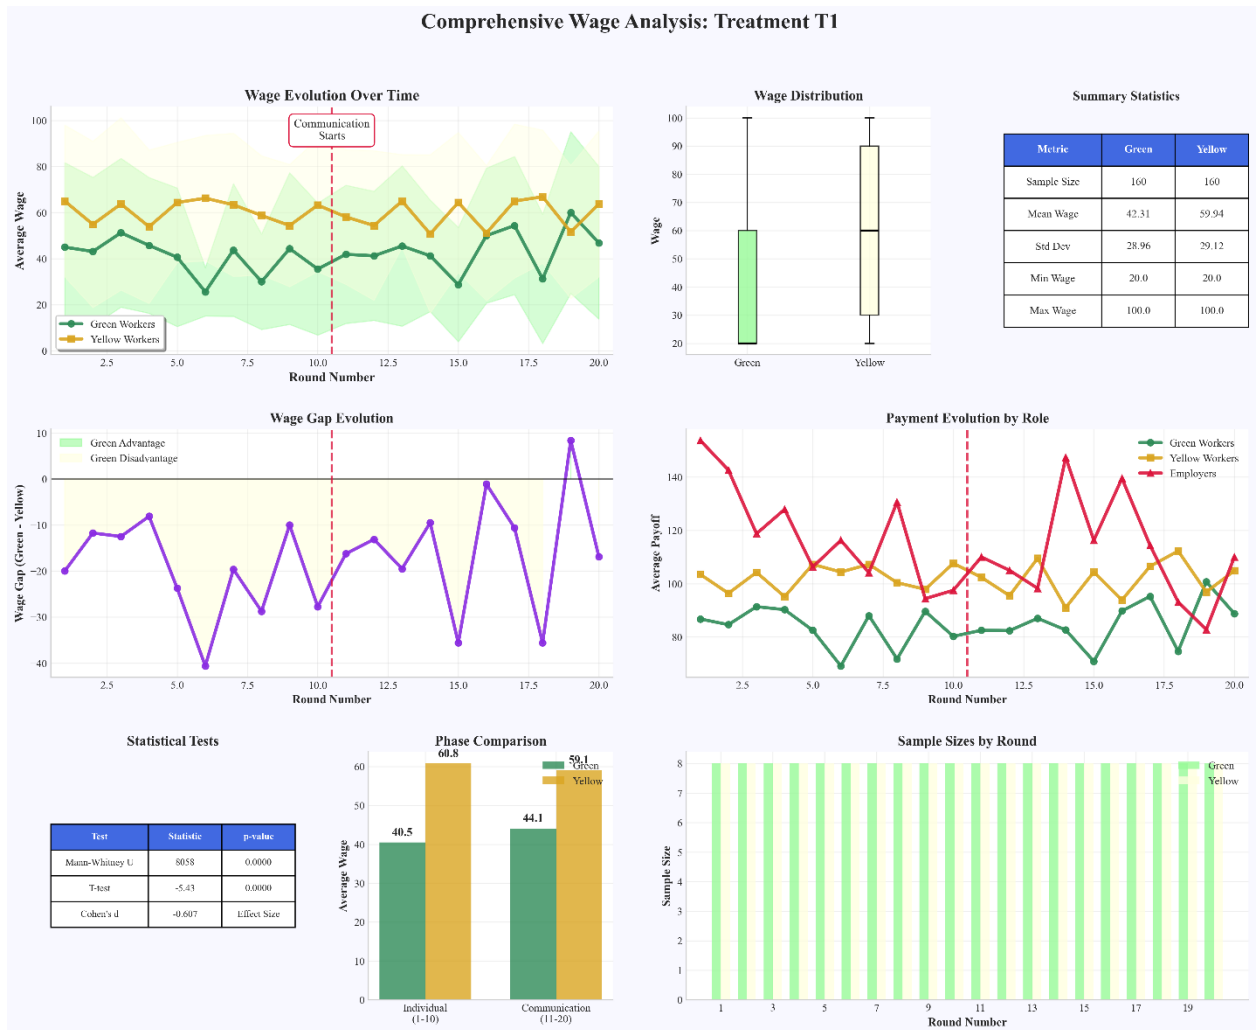 Comprehensive Wage Analysis: Treatment T1
Wage Evolution Over Time
Communication
Starts
Average Wage
100
80
60
40
20
0
Green Workers
Yellow Workers
2.5 5.0 7.5 10.0 12.5 15.0 17.5 20.0
Round Number
Wage Distribution
Wage
100
90
80
70
60
50
40
30
20
Green Yellow
Summary Statistics
Metric Green Yellow
Sample Size 160 160
Mean Wage 42.31 59.94
Std Dev 28.96 29.12
Min Wage 20.0 20.0
Max Wage 100.0 100.0
Wage Gap Evolution
Wage Gap (Green - Yellow)
10
0
−10
−20
−30
40
Green Advantage
Green Disadvantage
2.5 5.0 7.5 10.0 12.5 15.0 17.5 20.0
Round Number
Payment Evolution by Role
Average Payoff
140
120
100
80
Green Workers
Yellow Workers
Employers
2.5 5.0 7.5 10.0 12.5 15.0 17.5 20.0
Round Number
Statistical Tests
Test Statistic p-value
Mann-Whitney U 8058 0.0000
T-test -5.43 0.0000
Cohen's d -0.607 Effect Size
Phase Comparison
Average Wage
60
50
40
30
20
10
0
40.5
60.8
44.1
59.1
Green
Yellow
Individual
(1-10)
Communication
(11-20)
Sample Sizes by Round
Sample Size
8
7
6
5
4
3
2
1
0
Green
Yellow
1 3 5 7 9 11 13 15 17 19
Round Number